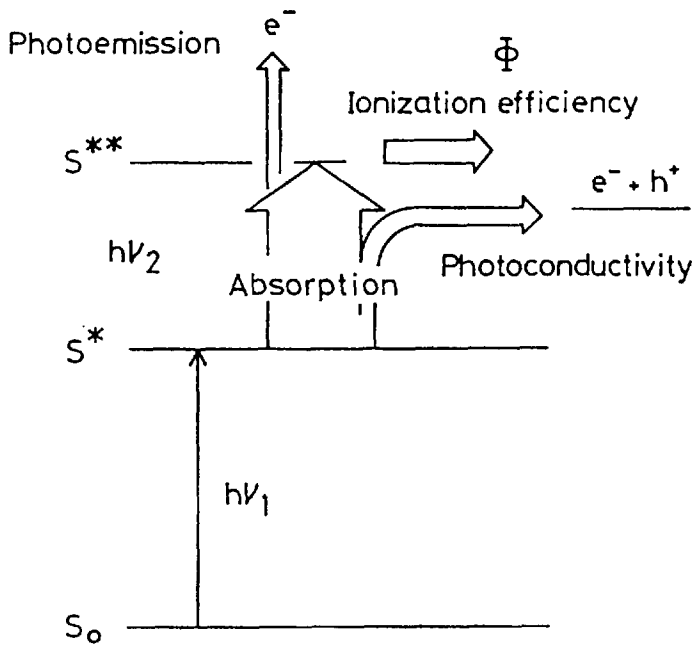 e⁻
Photoemission
Φ
Ionization efficiency
S**
e⁻ + h⁺
hν₂
Photoconductivity
Absorption
S*
hν₁
S₀